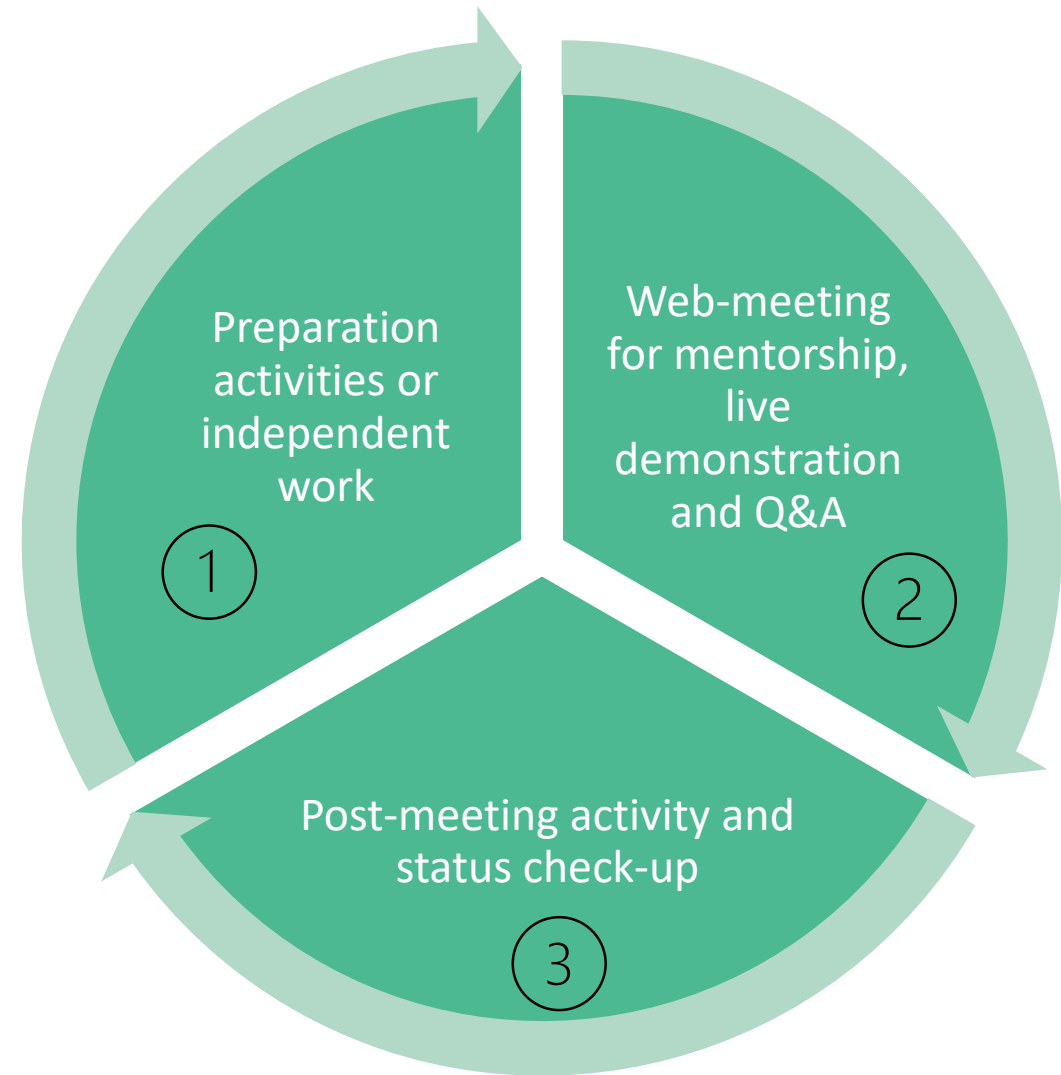 Preparation
activities or
independent
work
1
Web-meeting
for mentorship,
live
demonstration
and Q&A
2
Post-meeting activity and
status check-up
3